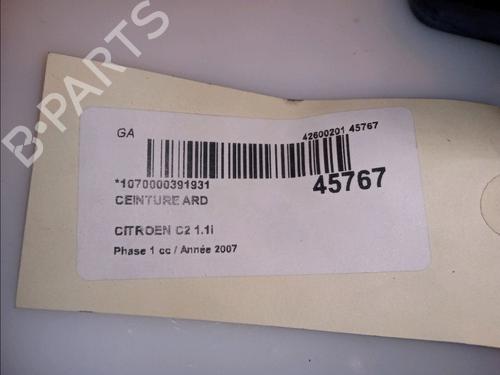 B-PARTS
GA
42600201 45767
*1070000391931
45767
CEINTURE ARD
CITROEN C2 1.1i
Phase 1 cc / Année 2007